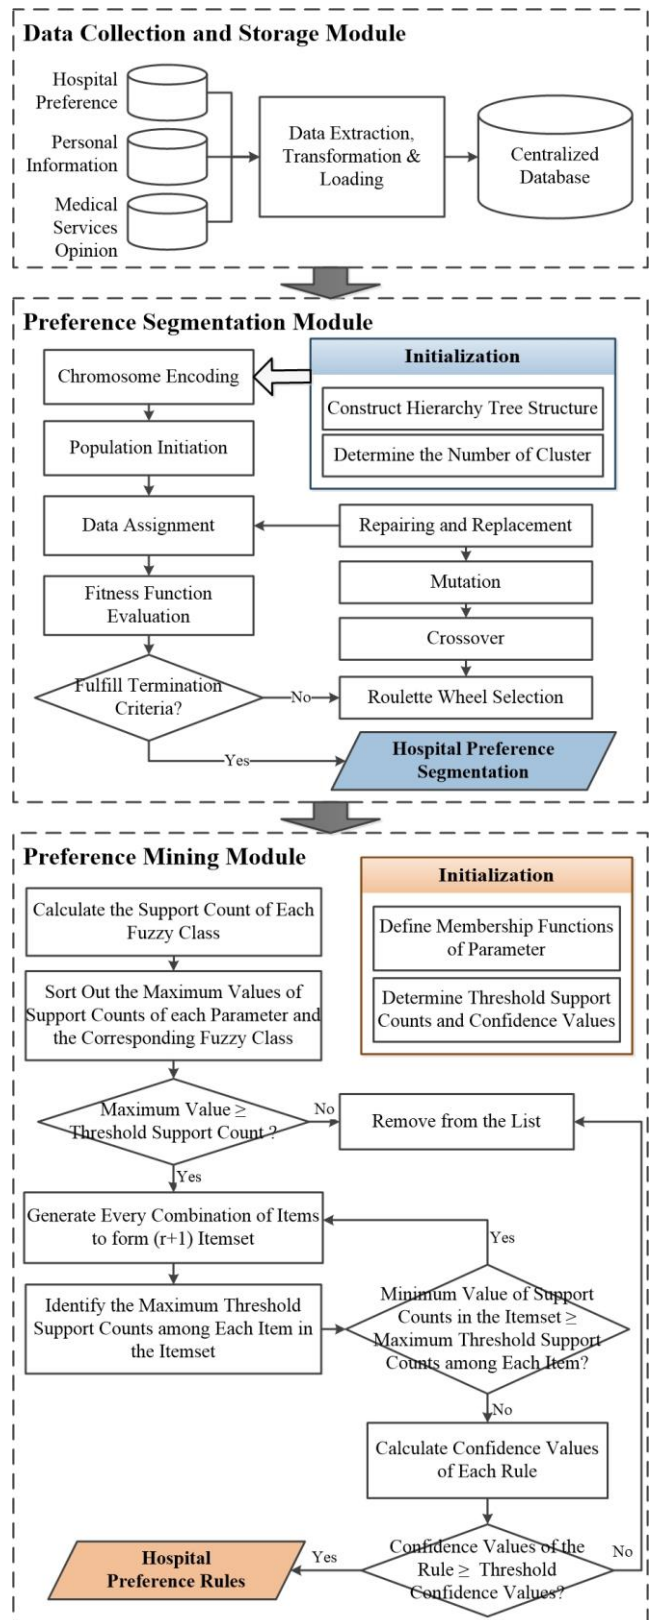 Data Collection and Storage Module
Hospital
Preference
Personal
Information
Medical
Services
Opinion
Data Extraction,
Transformation &
Loading
Centralized
Database
Preference Segmentation Module
Initialization
Construct Hierarchy Tree Structure
Determine the Number of Cluster
Chromosome Encoding
Population Initiation
Data Assignment
Fitness Function
Evaluation
Fulfill Termination
Criteria?
No
Yes
Repairing and Replacement
Mutation
Crossover
Roulette Wheel Selection
Hospital Preference
Segmentation
Preference Mining Module
Initialization
Define Membership Functions
of Parameter
Determine Threshold Support
Counts and Confidence Values
Calculate the Support Count of Each
Fuzzy Class
Sort Out the Maximum Values of
Support Counts of each Parameter and
the Corresponding Fuzzy Class
Maximum Value ≥
Threshold Support Count ?
No
Remove from the List
Yes
Generate Every Combination of Items
to form (r+1) Itemset
Identify the Maximum Threshold
Support Counts among Each Item in
the Itemset
Yes
Minimum Value of Support
Counts in the Itemset ≥
Maximum Threshold Support
Counts among Each Item?
No
Calculate Confidence Values
of Each Rule
Confidence Values of the
Rule ≥ Threshold
Confidence Values?
No
Yes
Hospital
Preference Rules